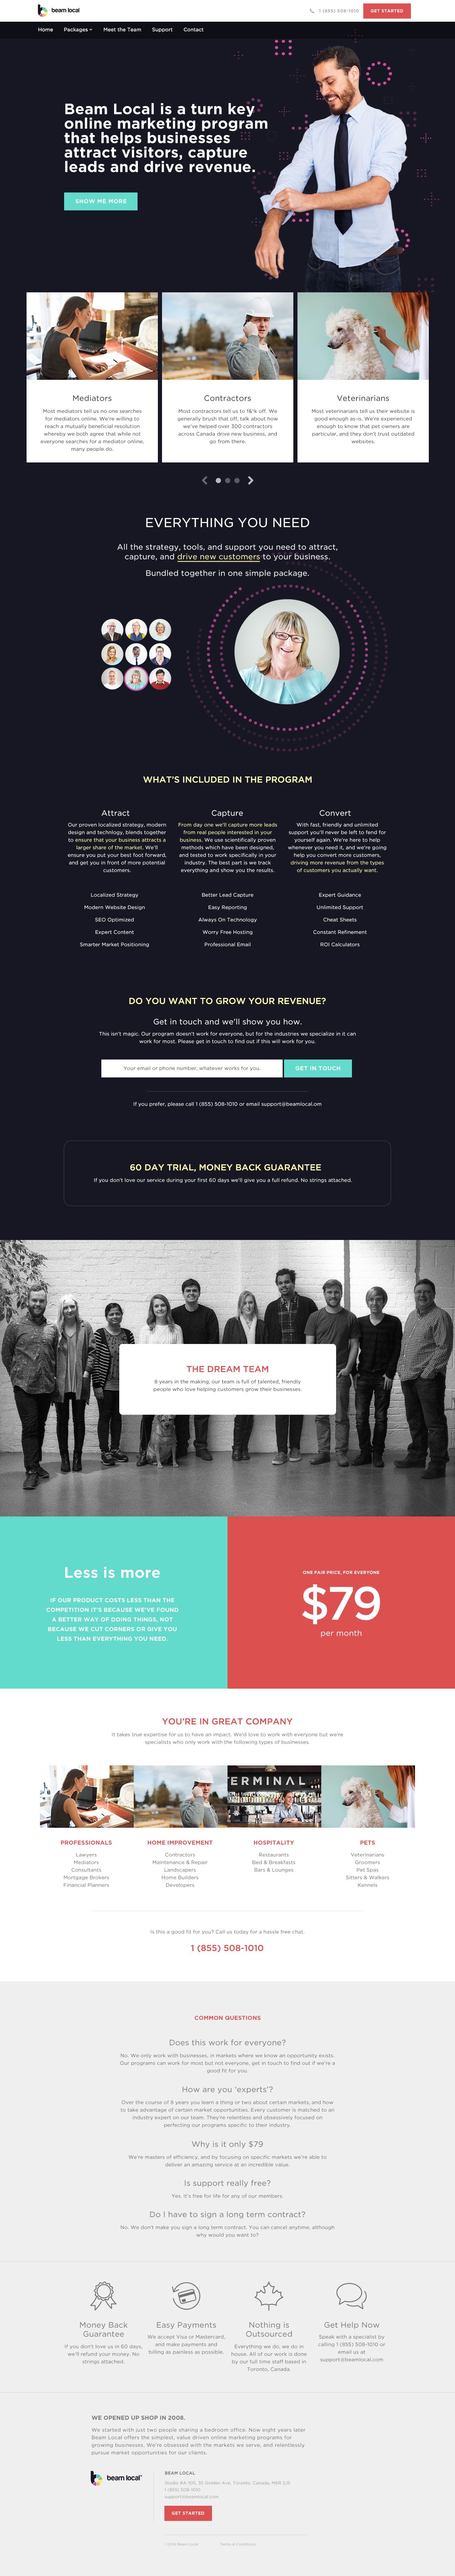 beam local
1 (855) 508-1010
GET STARTED
Home
Packages
Meet the Team
Support
Contact
Beam Local is a turn key
online marketing program
that helps businesses
attract visitors, capture
leads and drive revenue.
SHOW ME MORE
Mediators
Most mediators tell us no one searches
for mediators online. We're willing to
reach a mutually beneficial resolution
whereby we both agree that while not
everyone searches for a mediator online,
many people do.
Contractors
Most contractors tell us to f&*k off. We
generally brush that off, talk about how
we've helped over 300 contractors
across Canada drive new business, and
go from there.
Veterinarians
Most veterinarians tell us their website is
good enough as-is. We're experienced
enough to know that pet owners are
particular, and they don't trust outdated
websites.
EVERYTHING YOU NEED
All the strategy, tools, and support you need to attract,
capture, and drive new customers to your business.
Bundled together in one simple package.
WHAT'S INCLUDED IN THE PROGRAM
Attract
Our proven localized strategy, modern
design and technlogy, blends together
to ensure that your business attracts a
larger share of the market. We'll
ensure you put your best foot forward,
and get you in front of more potential
customers.
Localized Strategy
Modern Website Design
SEO Optimized
Expert Content
Smarter Market Positioning
Capture
From day one we'll capture more leads
from real people interested in your
business. We use scientifically proven
methods which have been designed,
and tested to work specifically in your
industry. The best part is we track
everything and show you the results.
Better Lead Capture
Easy Reporting
Always On Technology
Worry Free Hosting
Professional Email
Convert
With fast, friendly and unlimited
support you'll never be left to fend for
yourself again. We're here to help
whenever you need it, and we're going
help you convert more customers,
driving more revenue from the types
of customers you actually want.
Expert Guidance
Unlimited Support
Cheat Sheets
Constant Refinement
ROI Calculators
DO YOU WANT TO GROW YOUR REVENUE?
Get in touch and we'll show you how.
This isn't magic. Our program doesn't work for everyone, but for the industries we specialize in it can
work for most. Please get in touch to find out if this will work for you.
Your email or phone number, whatever works for you.
GET IN TOUCH
If you prefer, please call 1 (855) 508-1010 or email support@beamlocal.om
60 DAY TRIAL, MONEY BACK GUARANTEE
If you don't love our service during your first 60 days we'll give you a full refund. No strings attached.
THE DREAM TEAM
8 years in the making, our team is full of talented, friendly
people who love helping customers grow their businesses.
Less is more
IF OUR PRODUCT COSTS LESS THAN THE
COMPETITION IT'S BECAUSE WE'VE FOUND
A BETTER WAY OF DOING THINGS, NOT
BECAUSE WE CUT CORNERS OR GIVE YOU
LESS THAN EVERYTHING YOU NEED.
ONE FAIR PRICE, FOR EVERYONE
$79
per month
YOU'RE IN GREAT COMPANY
It takes true expertise for us to have an impact. We'd love to work with everyone but we're
specialists who only work with the following types of businesses.
ERMINAL
PROFESSIONALS
Lawyers
Mediators
Consultants
Mortgage Brokers
Financial Planners
HOME IMPROVEMENT
Contractors
Maintenance & Repair
Landscapers
Home Builders
Developers
HOSPITALITY
Restaurants
Bed & Breakfasts
Bars & Lounges
PETS
Veterinarians
Groomers
Pet Spas
Sitters & Walkers
Kennels
Is this a good fit for you? Call us today for a hassle free chat.
1 (855) 508-1010
COMMON QUESTIONS
Does this work for everyone?
No. We only work with businesses, in markets where we know an opportunity exists.
Our programs can work for most but not everyone, get in touch to find out if we're a
good fit for you.
How are you 'experts'?
Over the course of 8 years you learn a thing or two about certain markets, and how
to take advantage of certain market opportunities. Every customer is matched to an
industry expert on our team. They're relentless and obsessively focused on
perfecting our programs specific to their industry.
Why is it only $79
We're masters of efficiency, and by focusing on specific markets we're able to
deliver an amazing service at an incredible value.
Is support really free?
Yes. It's free for life for any of our members.
Do I have to sign a long term contract?
No. We don't make you sign a long term contract. You can cancel anytime, although
why would you want to?
Money Back
Guarantee
If you don't love us in 60 days,
we'll refund your money. No
strings attached.
Easy Payments
We accept Visa or Mastercard,
and make payments and
billing as painless as possible.
Nothing is
Outsourced
Everything we do, we do in
house. All of our work is done
by our full time staff based in
Toronto, Canada.
Get Help Now
Speak with a specialist by
calling 1 (855) 508-1010 or
email us at
support@beamlocal.com
WE OPENED UP SHOP IN 2008.
We started with just two people sharing a bedroom office. Now eight years later
Beam Local offers the simplest, value driven online marketing programs for
growing businesses. We're obsessed with the markets we serve, and relentlessly
pursue market opportunities for our clients.
beam local
BEAM LOCAL
1 (855) 508-1010
support@beamlocal.com
GET STARTED
Terms & Conditions